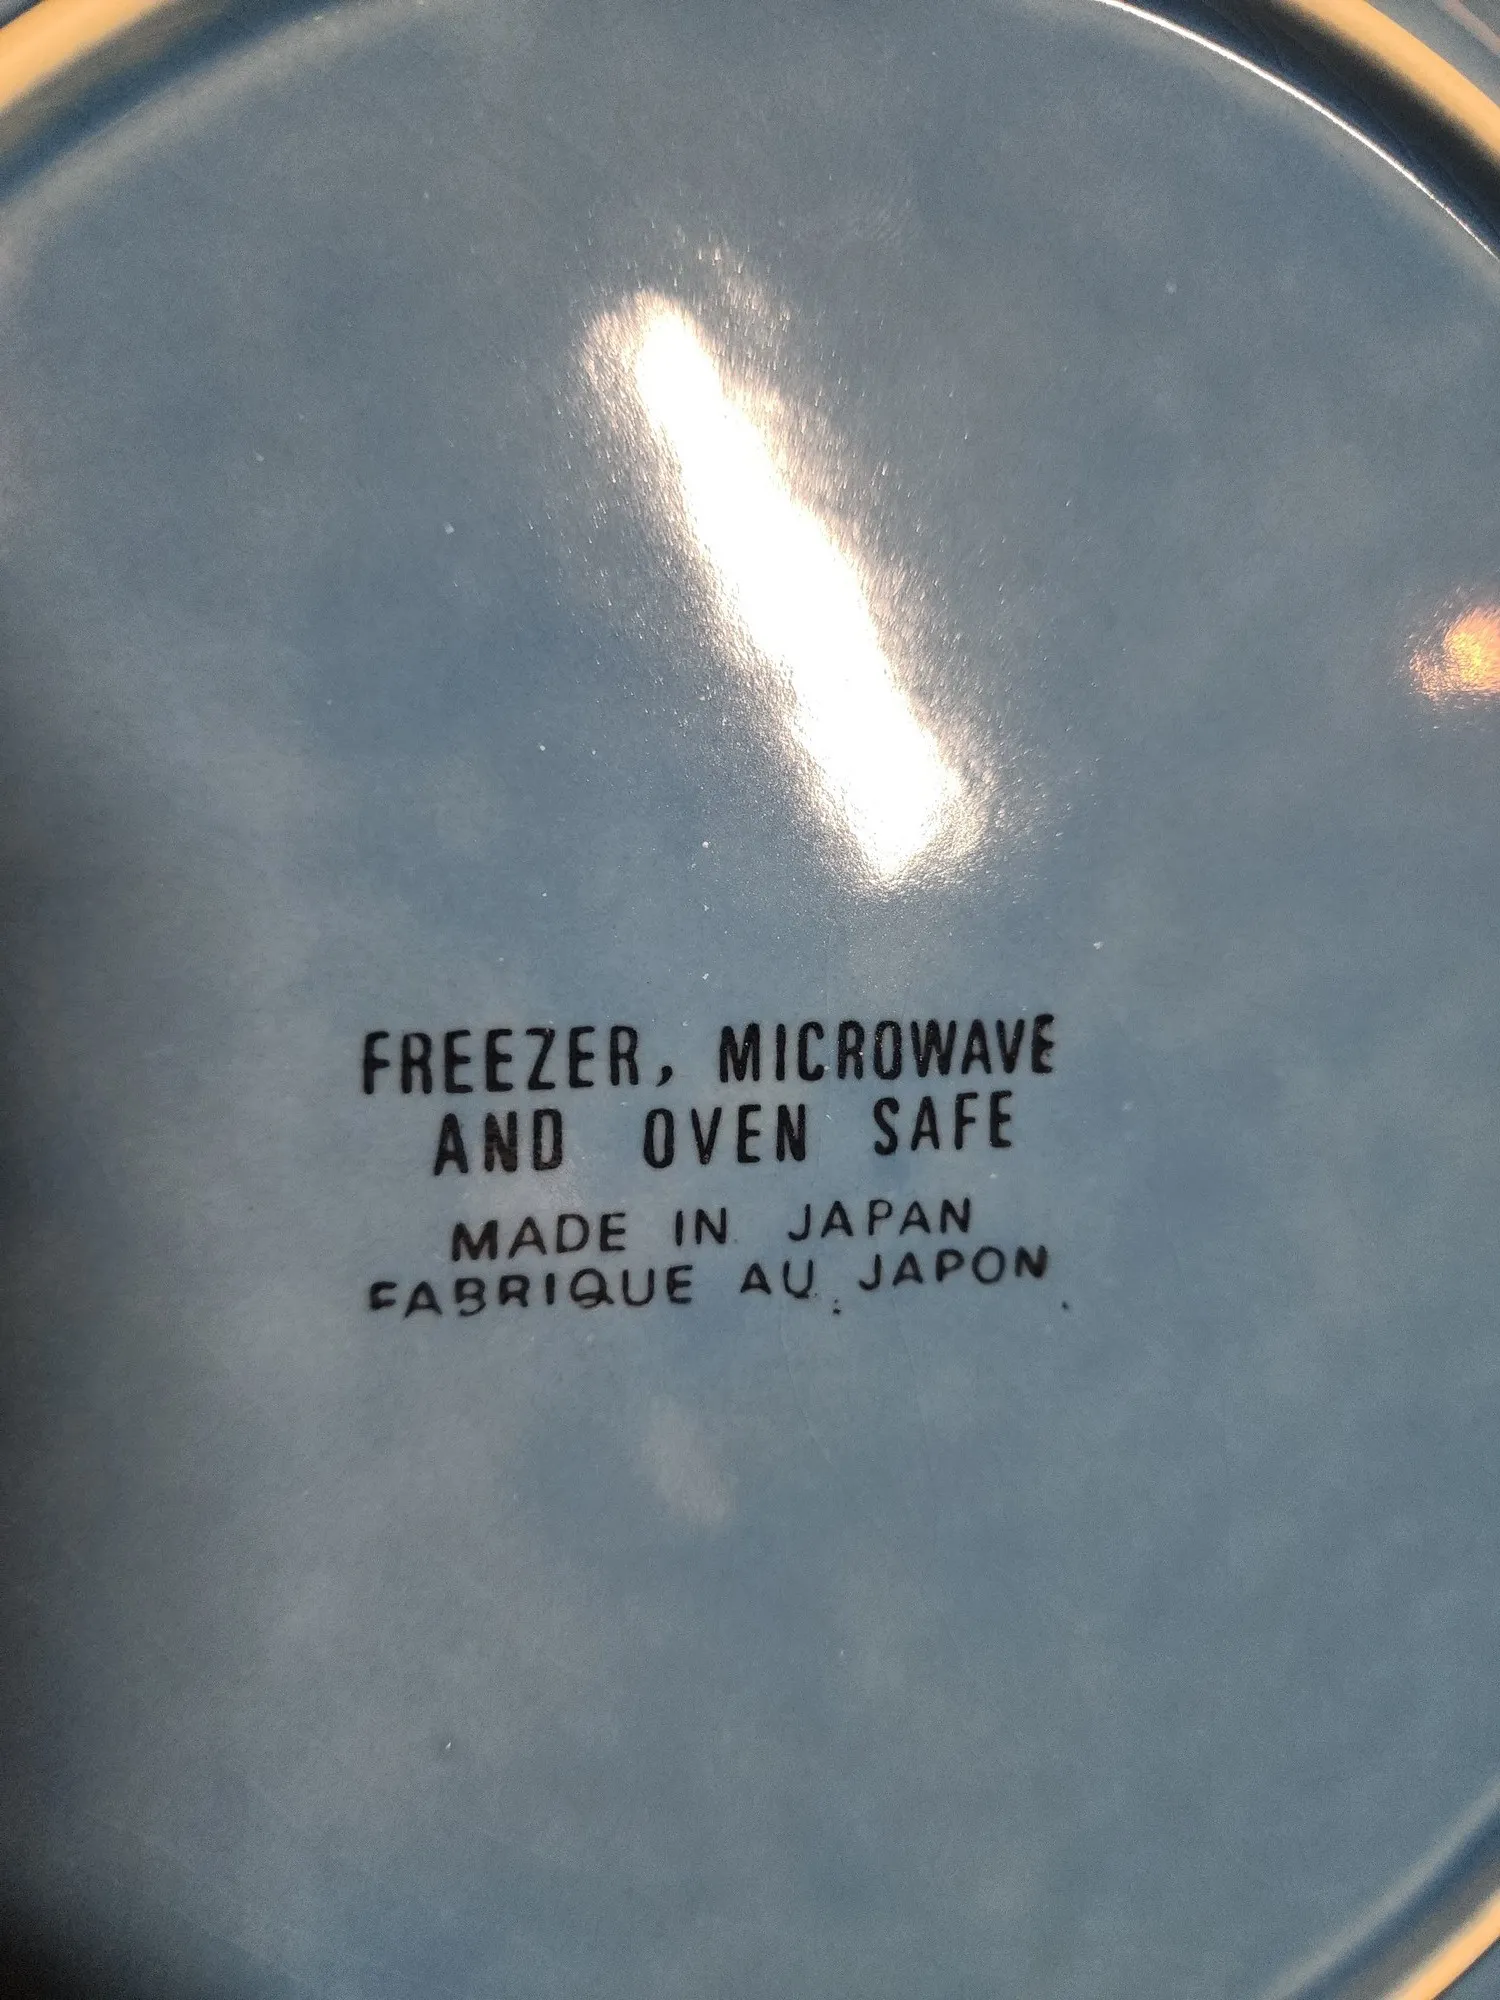 FREEZER, MICROWAVE
AND OVEN SAFE
MADE IN JAPAN
FABRIQUE AU JAPON